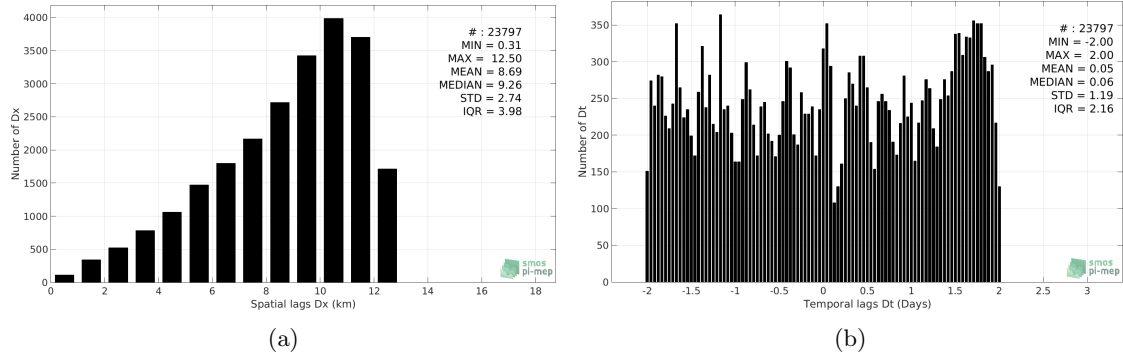 4000
3500
3000
2500
2000
1500
1000
500
0
Number of Dx
0 2 4 6 8 10 12 14 16 18
Spatial lags Dx (km)
# : 23797
MIN = 0.31
MAX = 12.50
MEAN = 8.69
MEDIAN = 9.26
STD = 2.74
IQR = 3.98
smos
pi-mep
(a)
350
300
250
200
150
100
50
0
Number of Dt
-2 -1.5 -1 -0.5 0 0.5 1 1.5 2 2.5 3
Temporal lags Dt (Days)
# : 23797
MIN = -2.00
MAX = 2.00
MEAN = 0.05
MEDIAN = 0.06
STD = 1.19
IQR = 2.16
smos
pi-mep
(b)